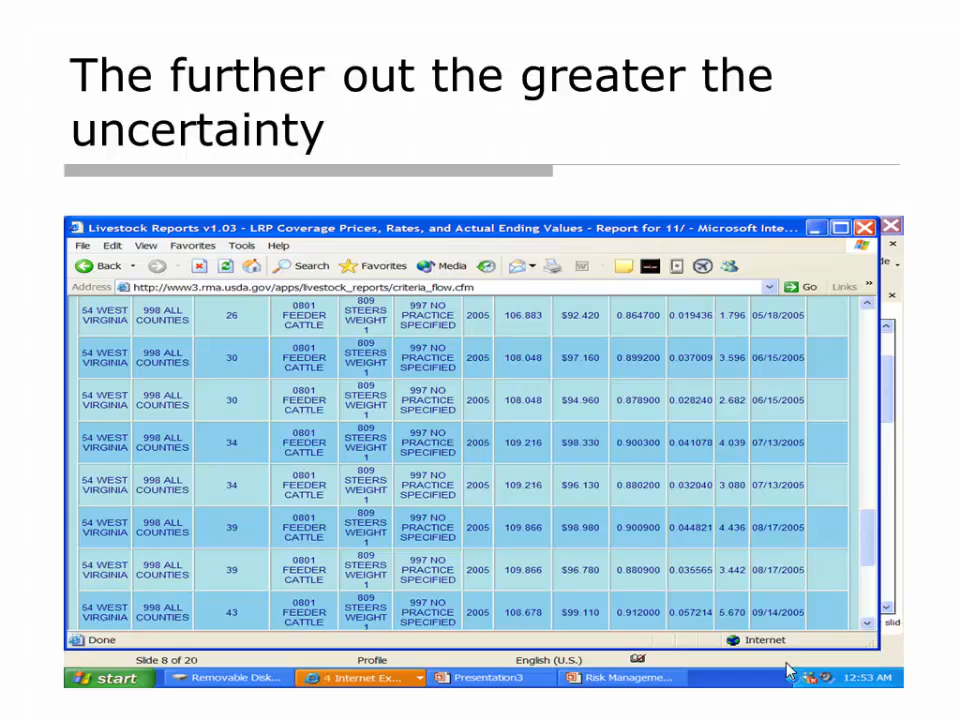 The further out the greater the
uncertainty
Livestock Reports v1.03 - LRP Coverage Prices, Rates, and Actual Ending Values - Report for 11/ - Microsoft Inte...
File Edit View Favorites Tools Help
Back Search Favorites Media
Address http://www3.rma.usda.gov/apps/livestock_reports/criteria_flow.cfm Go Links »
54 WEST VIRGINIA 998 ALL COUNTIES 26 0801 FEEDER CATTLE 809 STEERS WEIGHT 1 997 NO PRACTICE SPECIFIED 2005 106.883 $92.420 0.864700 0.019436 1.796 05/18/2005
54 WEST VIRGINIA 998 ALL COUNTIES 30 0801 FEEDER CATTLE 809 STEERS WEIGHT 1 997 NO PRACTICE SPECIFIED 2005 108.048 $97.160 0.899200 0.037009 3.596 06/15/2005
54 WEST VIRGINIA 998 ALL COUNTIES 30 0801 FEEDER CATTLE 809 STEERS WEIGHT 1 997 NO PRACTICE SPECIFIED 2005 108.048 $94.960 0.878900 0.028240 2.682 06/15/2005
54 WEST VIRGINIA 998 ALL COUNTIES 34 0801 FEEDER CATTLE 809 STEERS WEIGHT 1 997 NO PRACTICE SPECIFIED 2005 109.216 $98.330 0.900300 0.041078 4.039 07/13/2005
54 WEST VIRGINIA 998 ALL COUNTIES 34 0801 FEEDER CATTLE 809 STEERS WEIGHT 1 997 NO PRACTICE SPECIFIED 2005 109.216 $96.130 0.880200 0.032040 3.080 07/13/2005
54 WEST VIRGINIA 998 ALL COUNTIES 39 0801 FEEDER CATTLE 809 STEERS WEIGHT 1 997 NO PRACTICE SPECIFIED 2005 109.866 $98.980 0.900900 0.044821 4.436 08/17/2005
54 WEST VIRGINIA 998 ALL COUNTIES 39 0801 FEEDER CATTLE 809 STEERS WEIGHT 1 997 NO PRACTICE SPECIFIED 2005 109.866 $96.780 0.880900 0.035565 3.442 08/17/2005
54 WEST VIRGINIA 998 ALL COUNTIES 43 0801 FEEDER CATTLE 809 STEERS WEIGHT 1 997 NO PRACTICE SPECIFIED 2005 108.678 $99.110 0.912000 0.057214 5.670 09/14/2005
Done Internet
Slide 8 of 20 Profile English (U.S.)
start Removable Disk... 4 Internet Ex... Presentation3 Risk Manageme... 12:53 AM